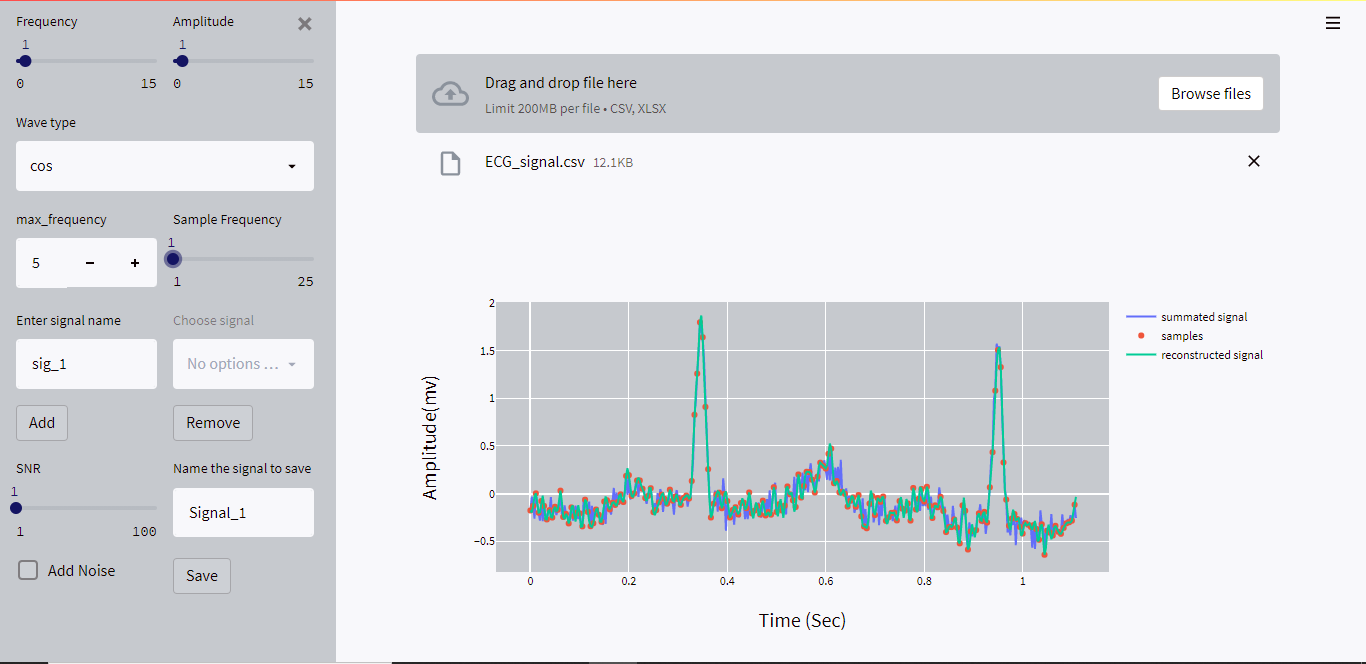 Frequency
Amplitude
1
1
0
15
0
15
Wave type
cos
max_frequency
Sample Frequency
5
1
1
25
Enter signal name
Choose signal
sig_1
No options ...
Add
Remove
SNR
Name the signal to save
1
Signal_1
1
100
Add Noise
Save
Drag and drop file here
Limit 200MB per file • CSV, XLSX
Browse files
ECG_signal.csv 12.1KB
2
1.5
1
0.5
0
−0.5
Amplitude(mv)
0
0.2
0.4
0.6
0.8
1
Time (Sec)
summated signal
samples
reconstructed signal